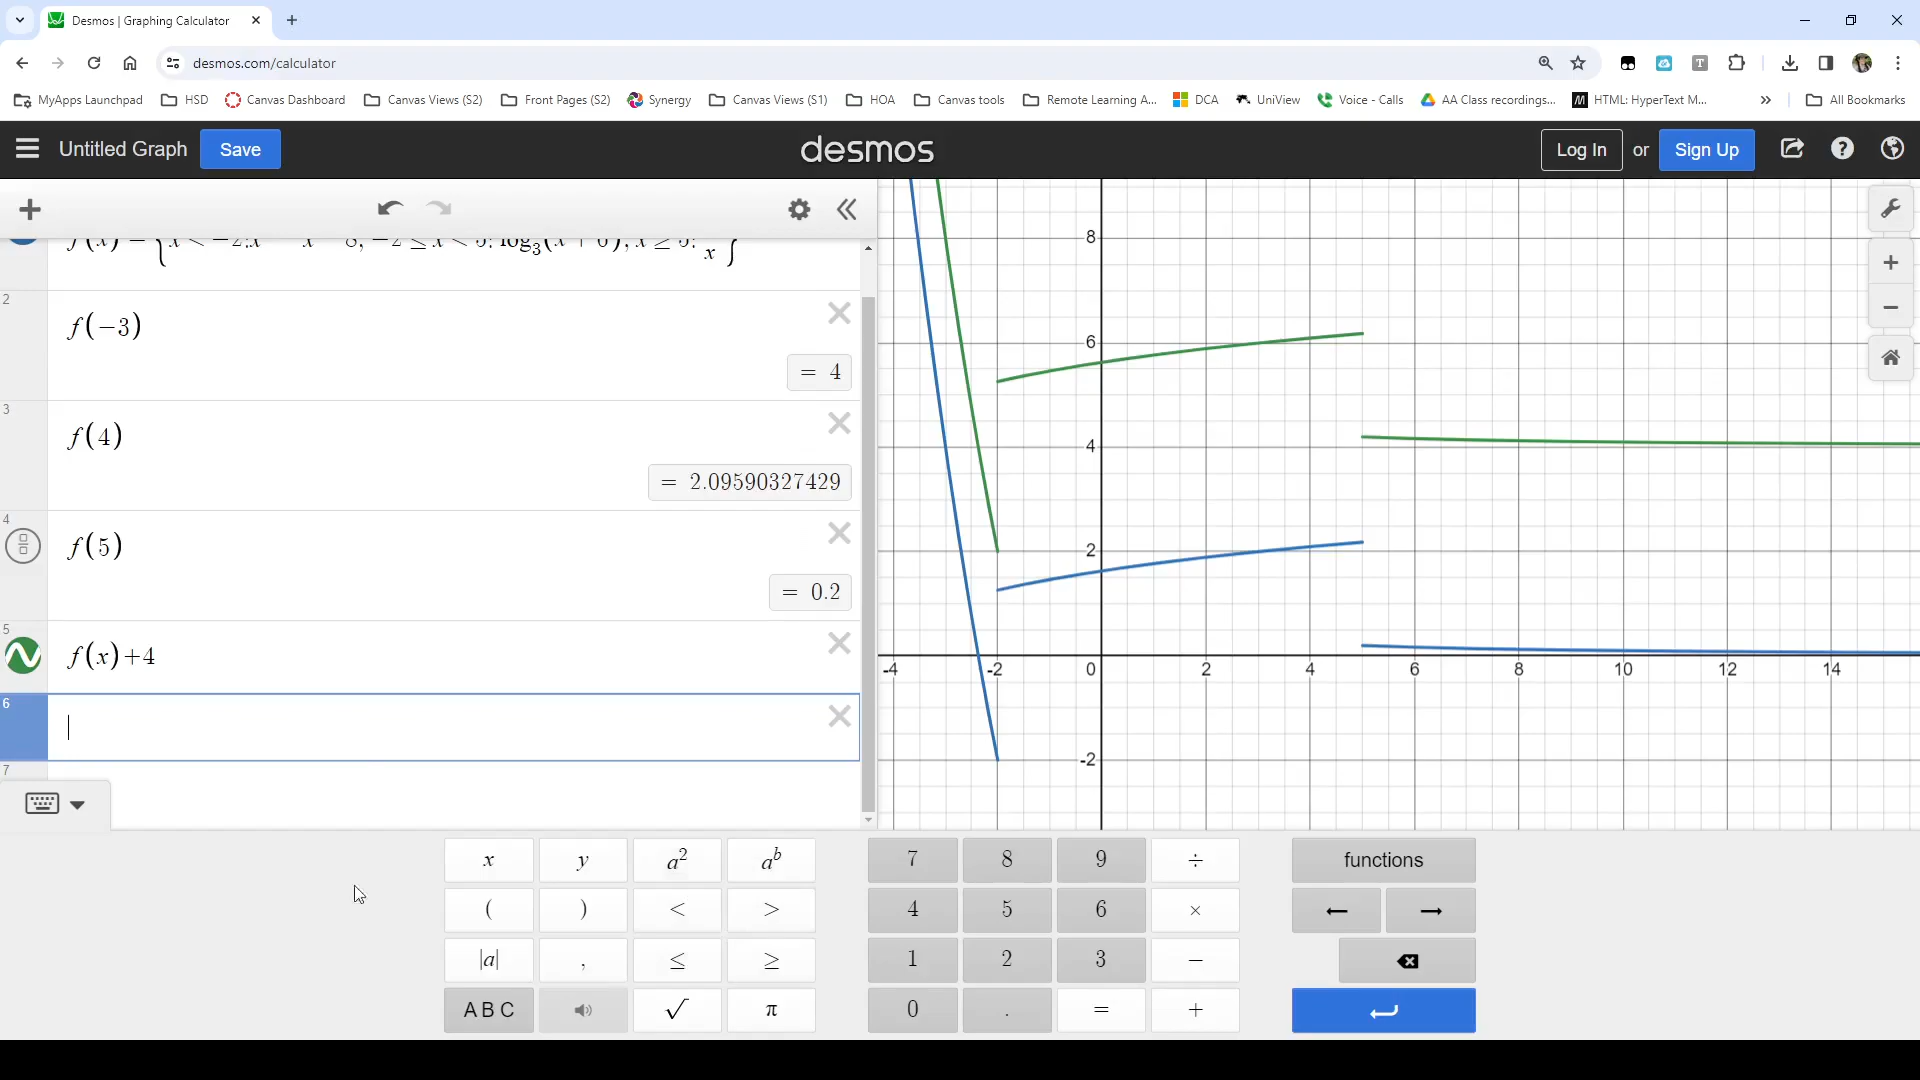 Desmos | Graphing Calculator
desmos.com/calculator
MyApps Launchpad HSD Canvas Dashboard Canvas Views (S2) Front Pages (S2) Synergy Canvas Views (S1) HOA Canvas tools Remote Learning A... DCA UniView Voice - Calls AA Class recordings... HTML: HyperText M... » All Bookmarks
Untitled Graph Save desmos Log In or Sign Up
2
f(−3)
= 4
3
f(4)
= 2.09590327429
4
f(5)
= 0.2
5
f(x)+4
6
7
8
6
4
2
-4 -2 0 2 4 6 8 10 12 14
-2
x y a² aᵇ 7 8 9 ÷ functions
( ) < > 4 5 6 × ← →
|a| , ≤ ≥ 1 2 3 −
A B C √ π 0 . = +